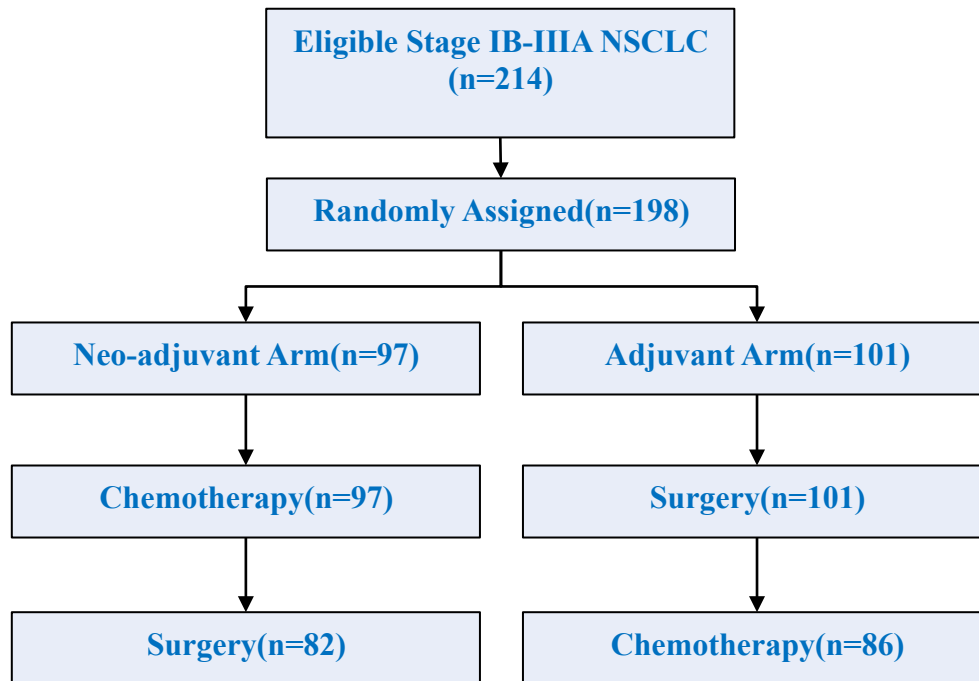 Eligible Stage IB-IIIA NSCLC
(n=214)
Randomly Assigned(n=198)
Neo-adjuvant Arm(n=97)
Adjuvant Arm(n=101)
Chemotherapy(n=97)
Surgery(n=101)
Surgery(n=82)
Chemotherapy(n=86)